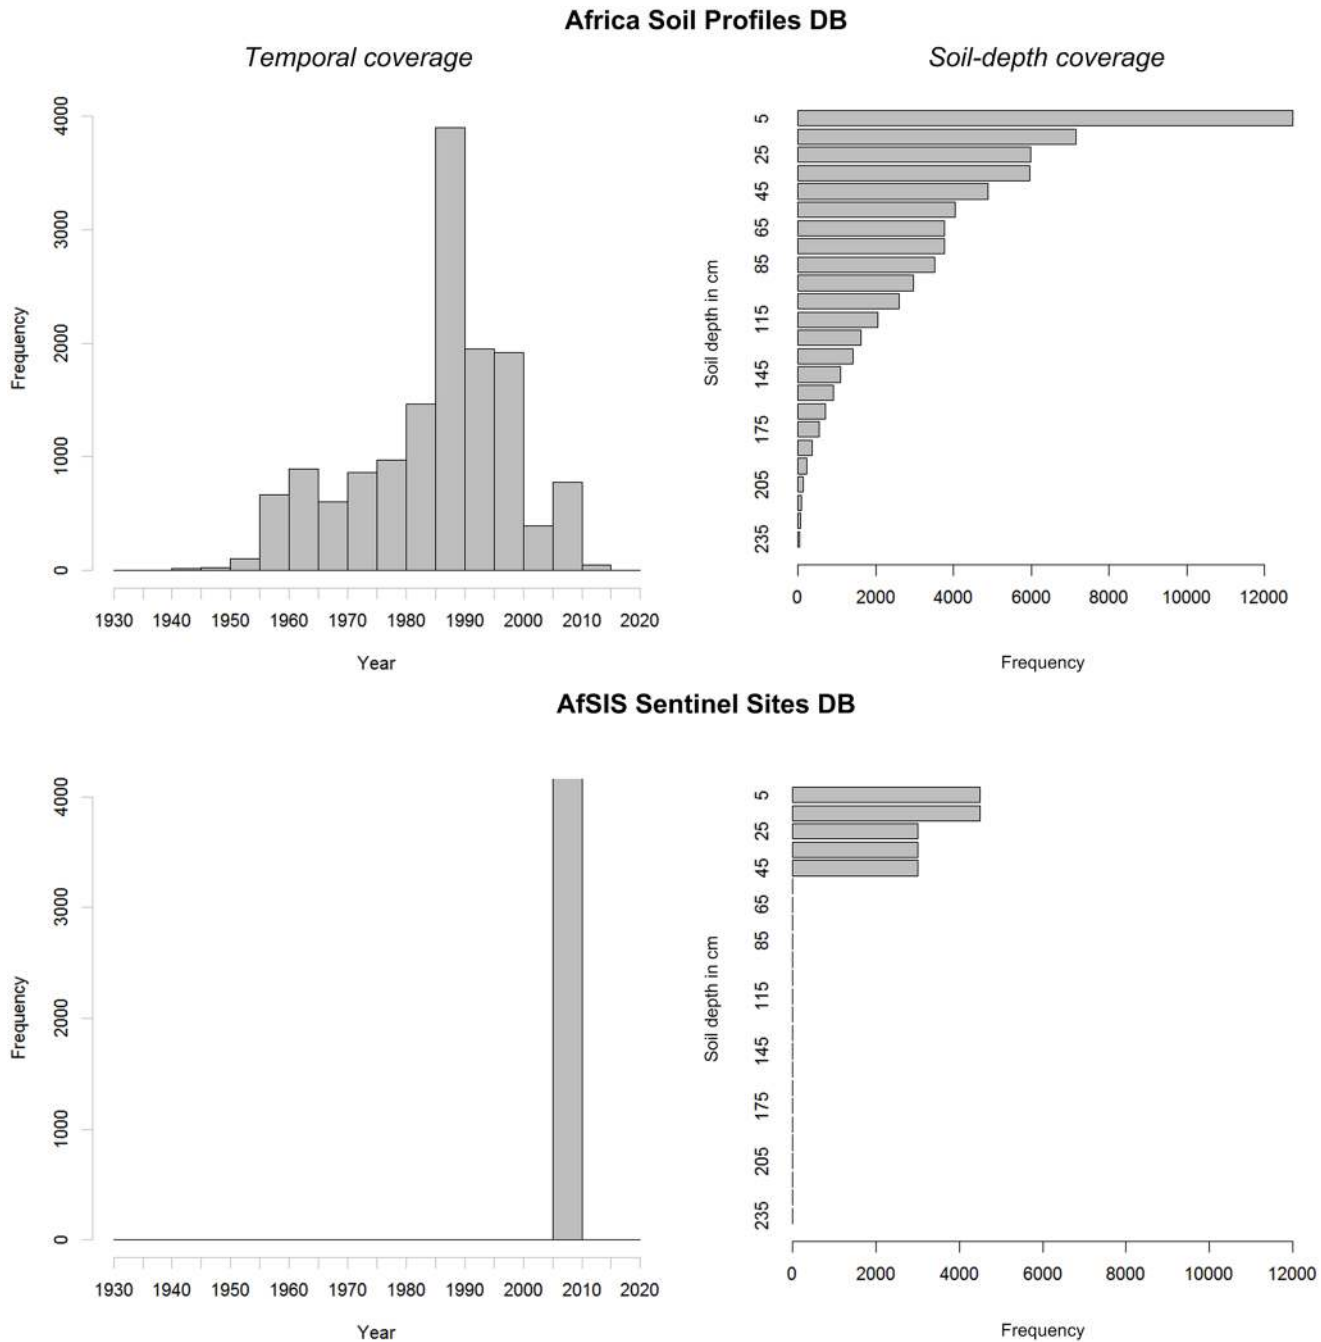 Africa Soil Profiles DB
Temporal coverage
Soil-depth coverage
Frequency
0 1000 2000 3000 4000
1930 1940 1950 1960 1970 1980 1990 2000 2010 2020
Year
Soil depth in cm
5 25 45 65 85 115 145 175 205 235
0 2000 4000 6000 8000 10000 12000
Frequency
AfSIS Sentinel Sites DB
Frequency
0 1000 2000 3000 4000
1930 1940 1950 1960 1970 1980 1990 2000 2010 2020
Year
Soil depth in cm
5 25 45 65 85 115 145 175 205 235
0 2000 4000 6000 8000 10000 12000
Frequency